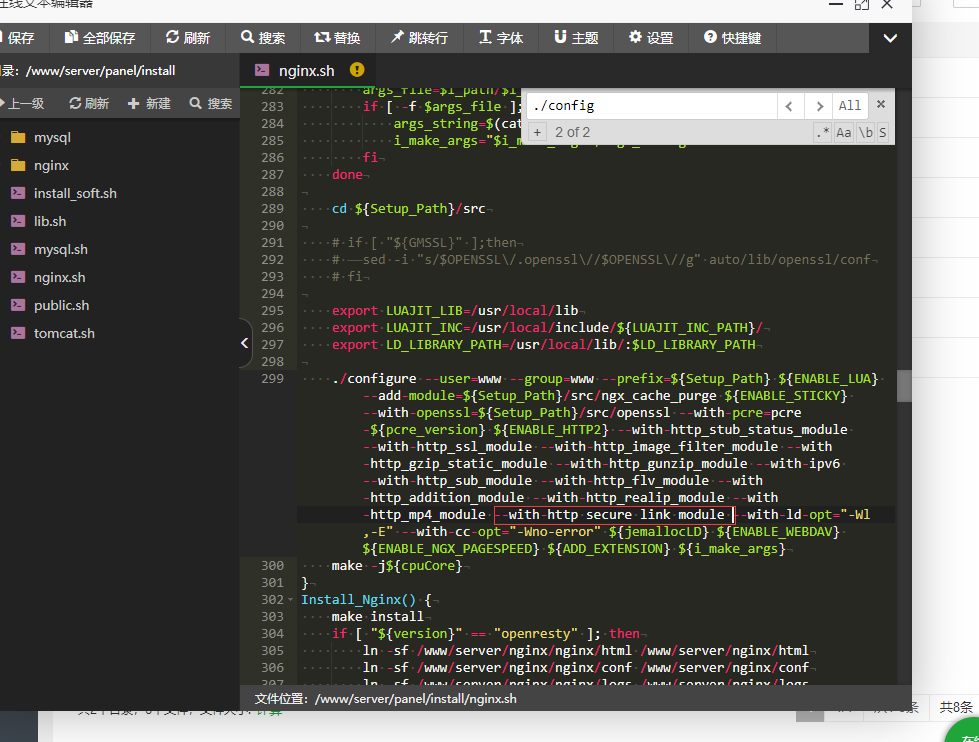 在线文本编辑器
保存 全部保存 刷新 搜索 替换 跳转行 字体 主题 设置 快捷键
录: /www/server/panel/install
nginx.sh
上一级 刷新 新建 搜索
mysql
nginx
install_soft.sh
lib.sh
mysql.sh
nginx.sh
public.sh
tomcat.sh
./config
All
+ 2 of 2
.* Aa \b S
282 args_file=$i_path/$i_
283 if [ -f $args_file ];
284 args_string=$(cat
285 i_make_args="$i_m
286 fi
287 done
288
289 cd ${Setup_Path}/src
290
291 # if [ "${GMSSL}" ];then
292 # sed -i "s/$OPENSSL\/.openssl\//$OPENSSL\//g" auto/lib/openssl/conf
293 # fi
294
295 export LUAJIT_LIB=/usr/local/lib
296 export LUAJIT_INC=/usr/local/include/${LUAJIT_INC_PATH}/
297 export LD_LIBRARY_PATH=/usr/local/lib/:$LD_LIBRARY_PATH
298
299 ./configure --user=www --group=www --prefix=${Setup_Path} ${ENABLE_LUA}
--add-module=${Setup_Path}/src/ngx_cache_purge ${ENABLE_STICKY}
--with-openssl=${Setup_Path}/src/openssl --with-pcre=pcre
-${pcre_version} ${ENABLE_HTTP2} --with-http_stub_status_module
--with-http_ssl_module --with-http_image_filter_module --with
-http_gzip_static_module --with-http_gunzip_module --with-ipv6
--with-http_sub_module --with-http_flv_module --with
-http_addition_module --with-http_realip_module --with
-http_mp4_module --with-http_secure_link_module --with-ld-opt="-Wl
,-E" --with-cc-opt="-Wno-error" ${jemallocLD} ${ENABLE_WEBDAV}
${ENABLE_NGX_PAGESPEED} ${ADD_EXTENSION} ${i_make_args}
300 make -j${cpuCore}
301 }
302 Install_Nginx() {
303 make install
304 if [ "${version}" == "openresty" ]; then
305 ln -sf /www/server/nginx/nginx/html /www/server/nginx/html
306 ln -sf /www/server/nginx/nginx/conf /www/server/nginx/conf
307 ln -sf /www/server/nginx/nginx/logs /www/server/nginx/logs
文件位置: /www/server/panel/install/nginx.sh
共8条